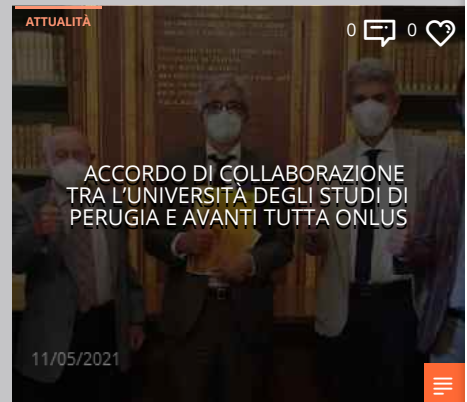 ATTUALITÀ
0 0
ACCORDO DI COLLABORAZIONE
TRA L'UNIVERSITÀ DEGLI STUDI DI
PERUGIA E AVANTI TUTTA ONLUS
11/05/2021